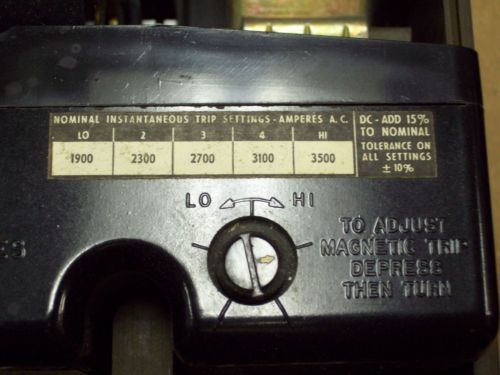 NOMINAL INSTANTANEOUS TRIP SETTINGS - AMPERES A.C.
LO 2 3 4 HI
1900 2300 2700 3100 3500
DC - ADD 15%
TO NOMINAL
TOLERANCE ON
ALL SETTINGS
± 10%
LO HI
TO ADJUST
MAGNETIC TRIP
DEPRESS
THEN TURN
ES